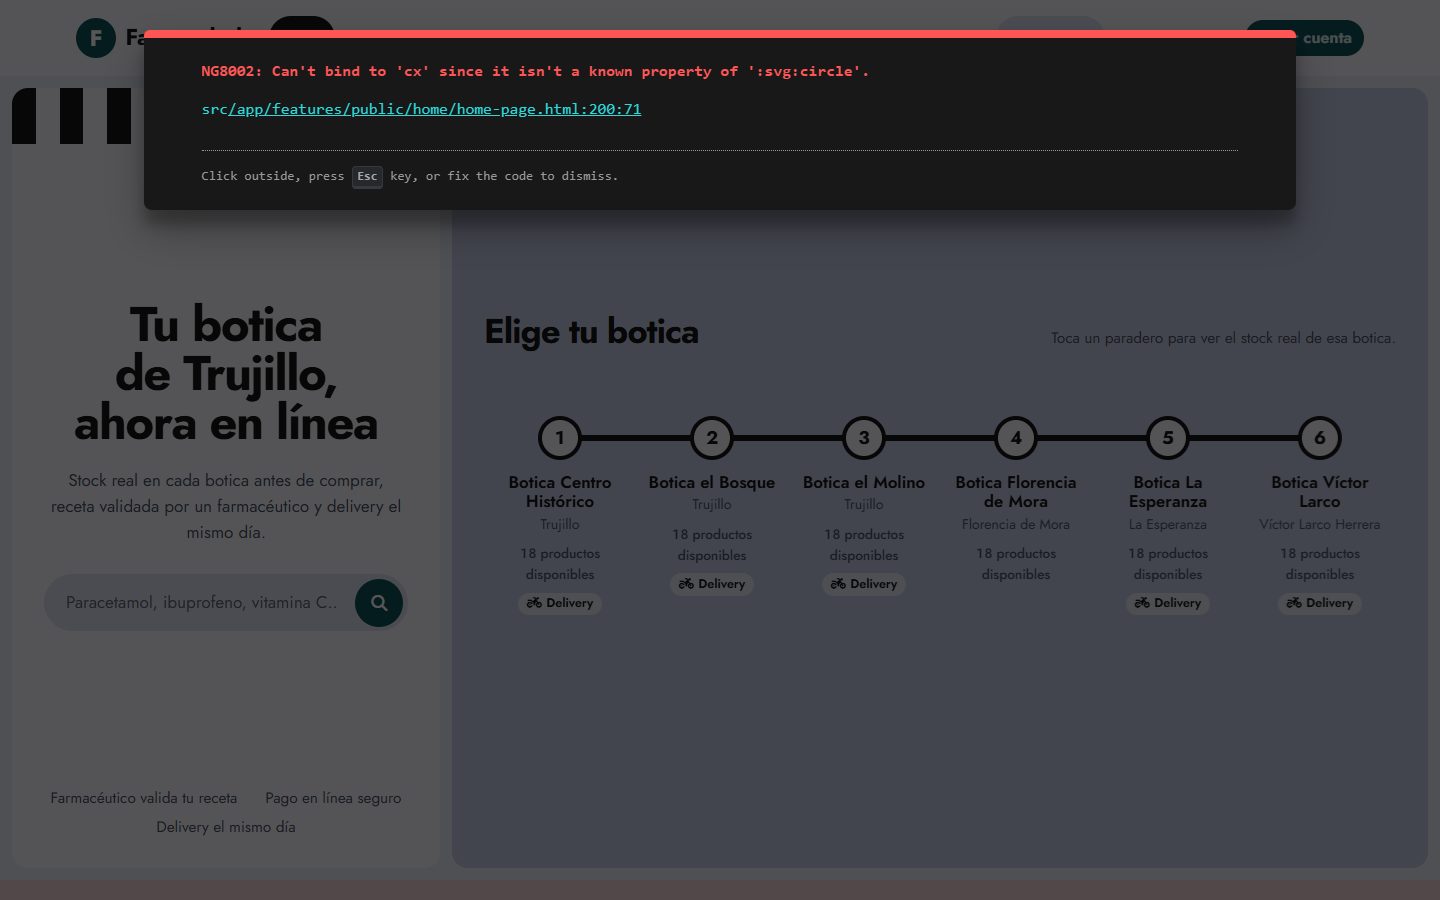 F
NG8002: Can't bind to 'cx' since it isn't a known property of ':svg:circle'.
src/app/features/public/home/home-page.html:200:71
Click outside, press Esc key, or fix the code to dismiss.
cuenta
Tu botica
de Trujillo,
ahora en línea
Stock real en cada botica antes de comprar,
receta validada por un farmacéutico y delivery el
mismo día.
Paracetamol, ibuprofeno, vitamina C..
Farmacéutico valida tu receta
Pago en línea seguro
Delivery el mismo día
Elige tu botica
Toca un paradero para ver el stock real de esa botica.
1
Botica Centro
Histórico
Trujillo
18 productos
disponibles
Delivery
2
Botica el Bosque
Trujillo
18 productos
disponibles
Delivery
3
Botica el Molino
Trujillo
18 productos
disponibles
Delivery
4
Botica Florencia
de Mora
Florencia de Mora
18 productos
disponibles
5
Botica La
Esperanza
La Esperanza
18 productos
disponibles
Delivery
6
Botica Víctor
Larco
Víctor Larco Herrera
18 productos
disponibles
Delivery